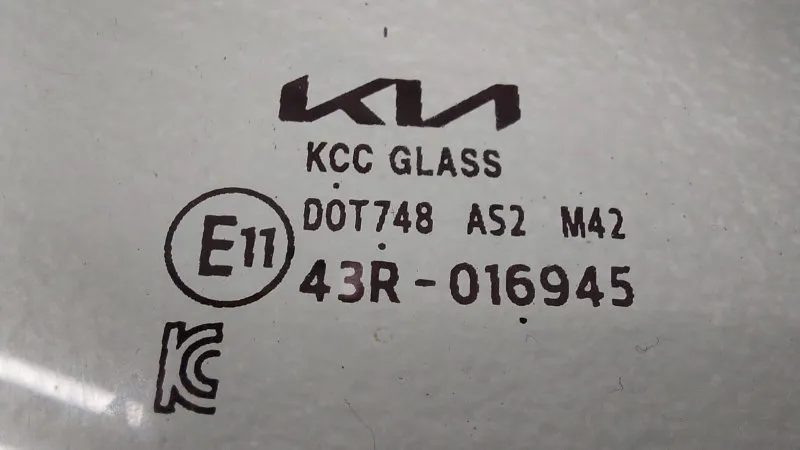 KIA
KCC GLASS
DOT748 AS2 M42
E11
43R-016945
KC